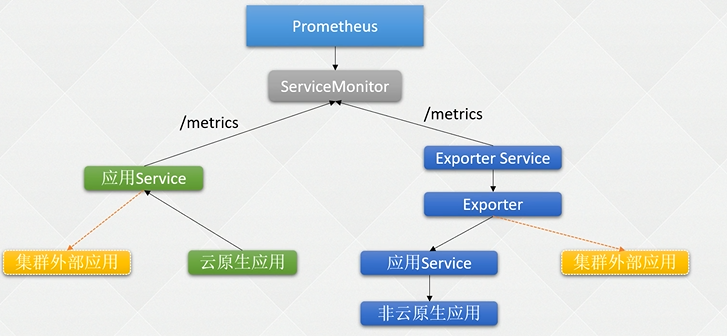 Prometheus
ServiceMonitor
/metrics
/metrics
Exporter Service
应用Service
Exporter
集群外部应用
云原生应用
应用Service
集群外部应用
非云原生应用